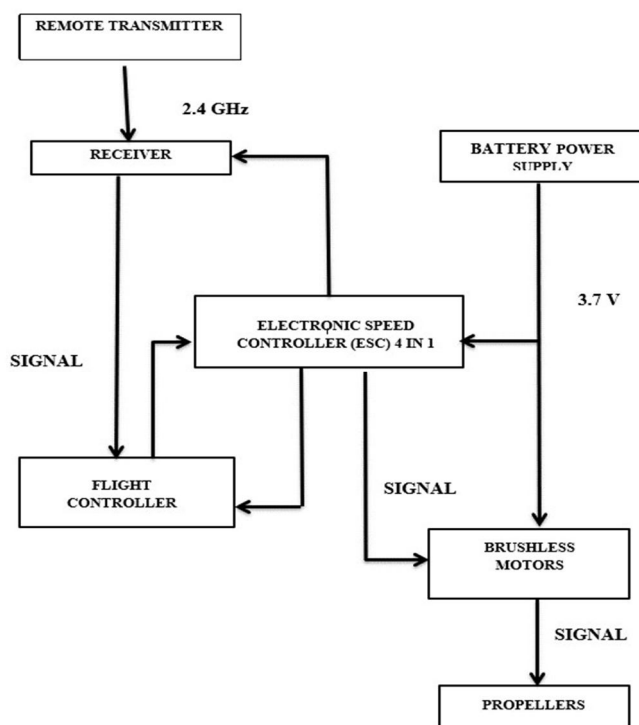 REMOTE TRANSMITTER
2.4 GHz
RECEIVER
BATTERY POWER
SUPPLY
3.7 V
ELECTRONIC SPEED
CONTROLLER (ESC) 4 IN 1
SIGNAL
FLIGHT
CONTROLLER
SIGNAL
BRUSHLESS
MOTORS
SIGNAL
PROPELLERS